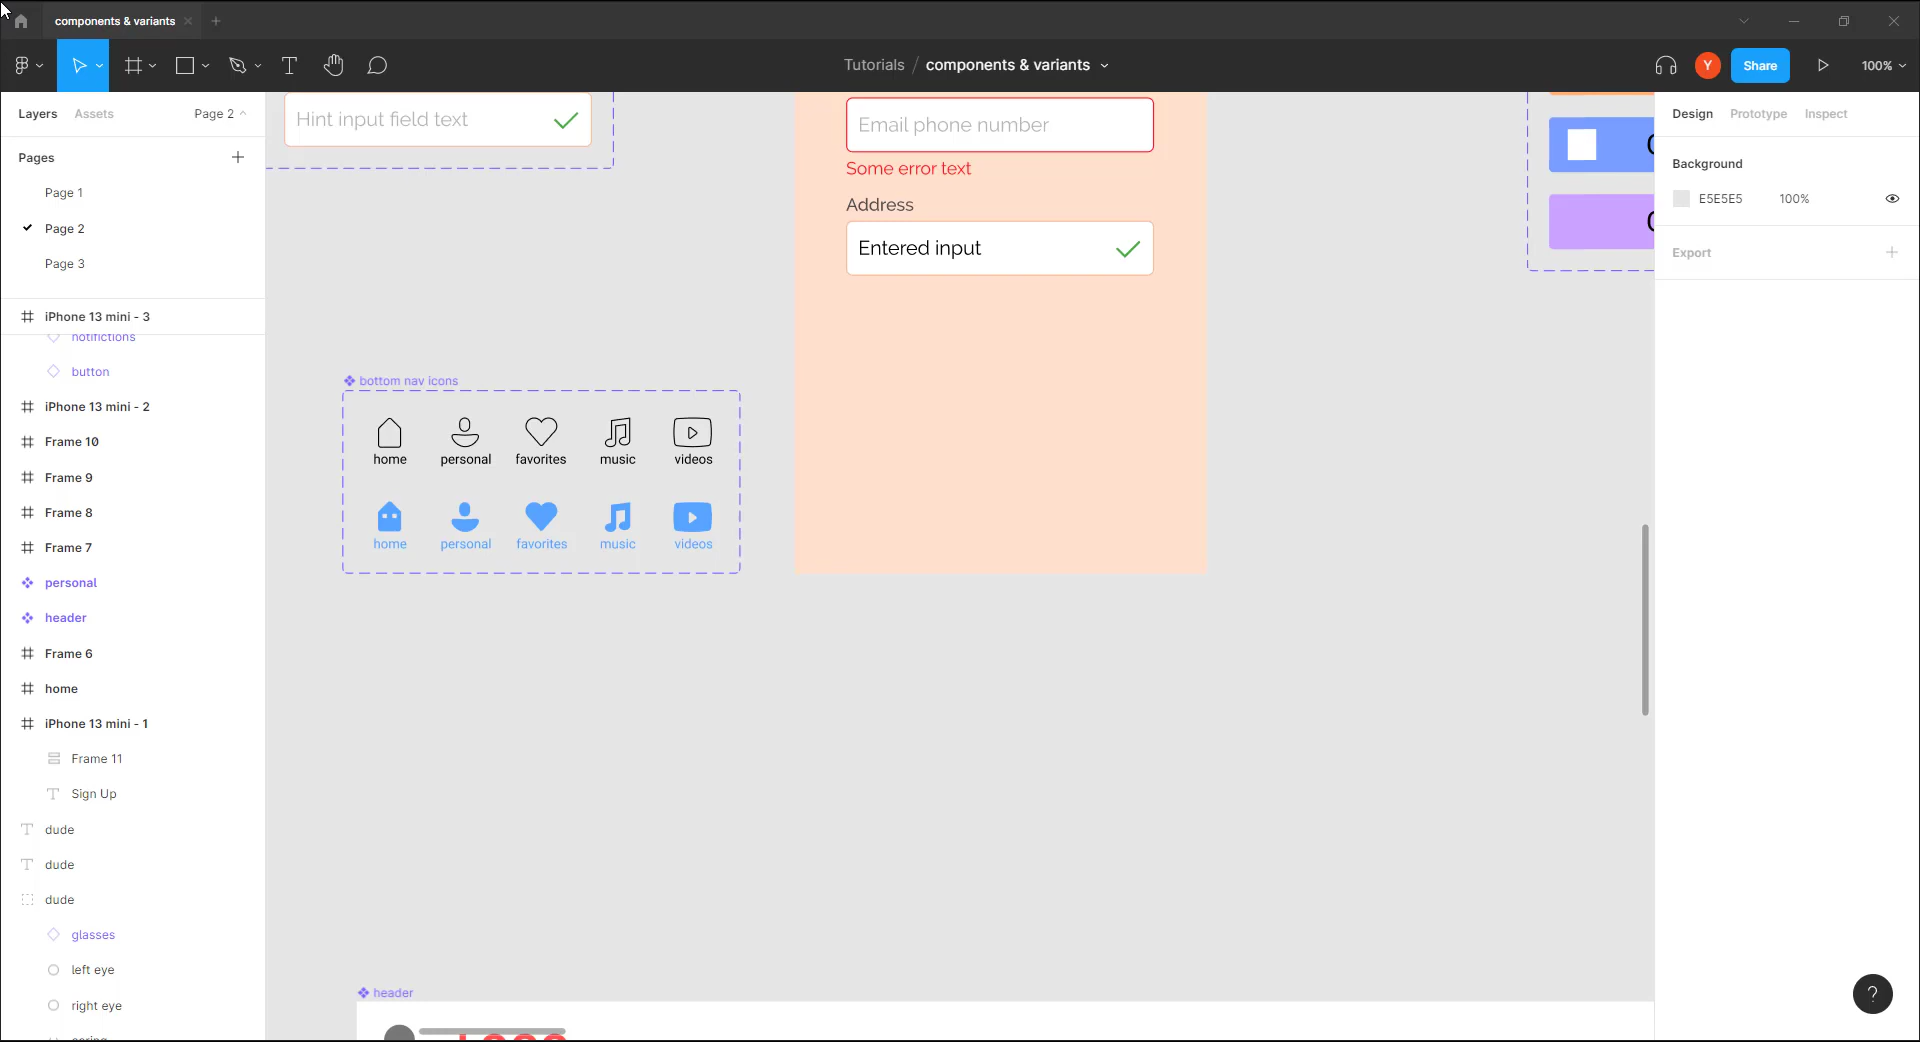 components & variants
Tutorials / components & variants
Y
Share
100%
Layers
Assets
Page 2
Pages
Page 1
Page 2
Page 3
iPhone 13 mini - 3
notifictions
button
iPhone 13 mini - 2
Frame 10
Frame 9
Frame 8
Frame 7
personal
header
Frame 6
home
iPhone 13 mini - 1
Frame 11
Sign Up
dude
dude
dude
glasses
left eye
right eye
Hint input field text
Email phone number
Some error text
Address
Entered input
bottom nav icons
home personal favorites music videos
home personal favorites music videos
header
Design
Prototype
Inspect
Background
E5E5E5 100%
Export
?